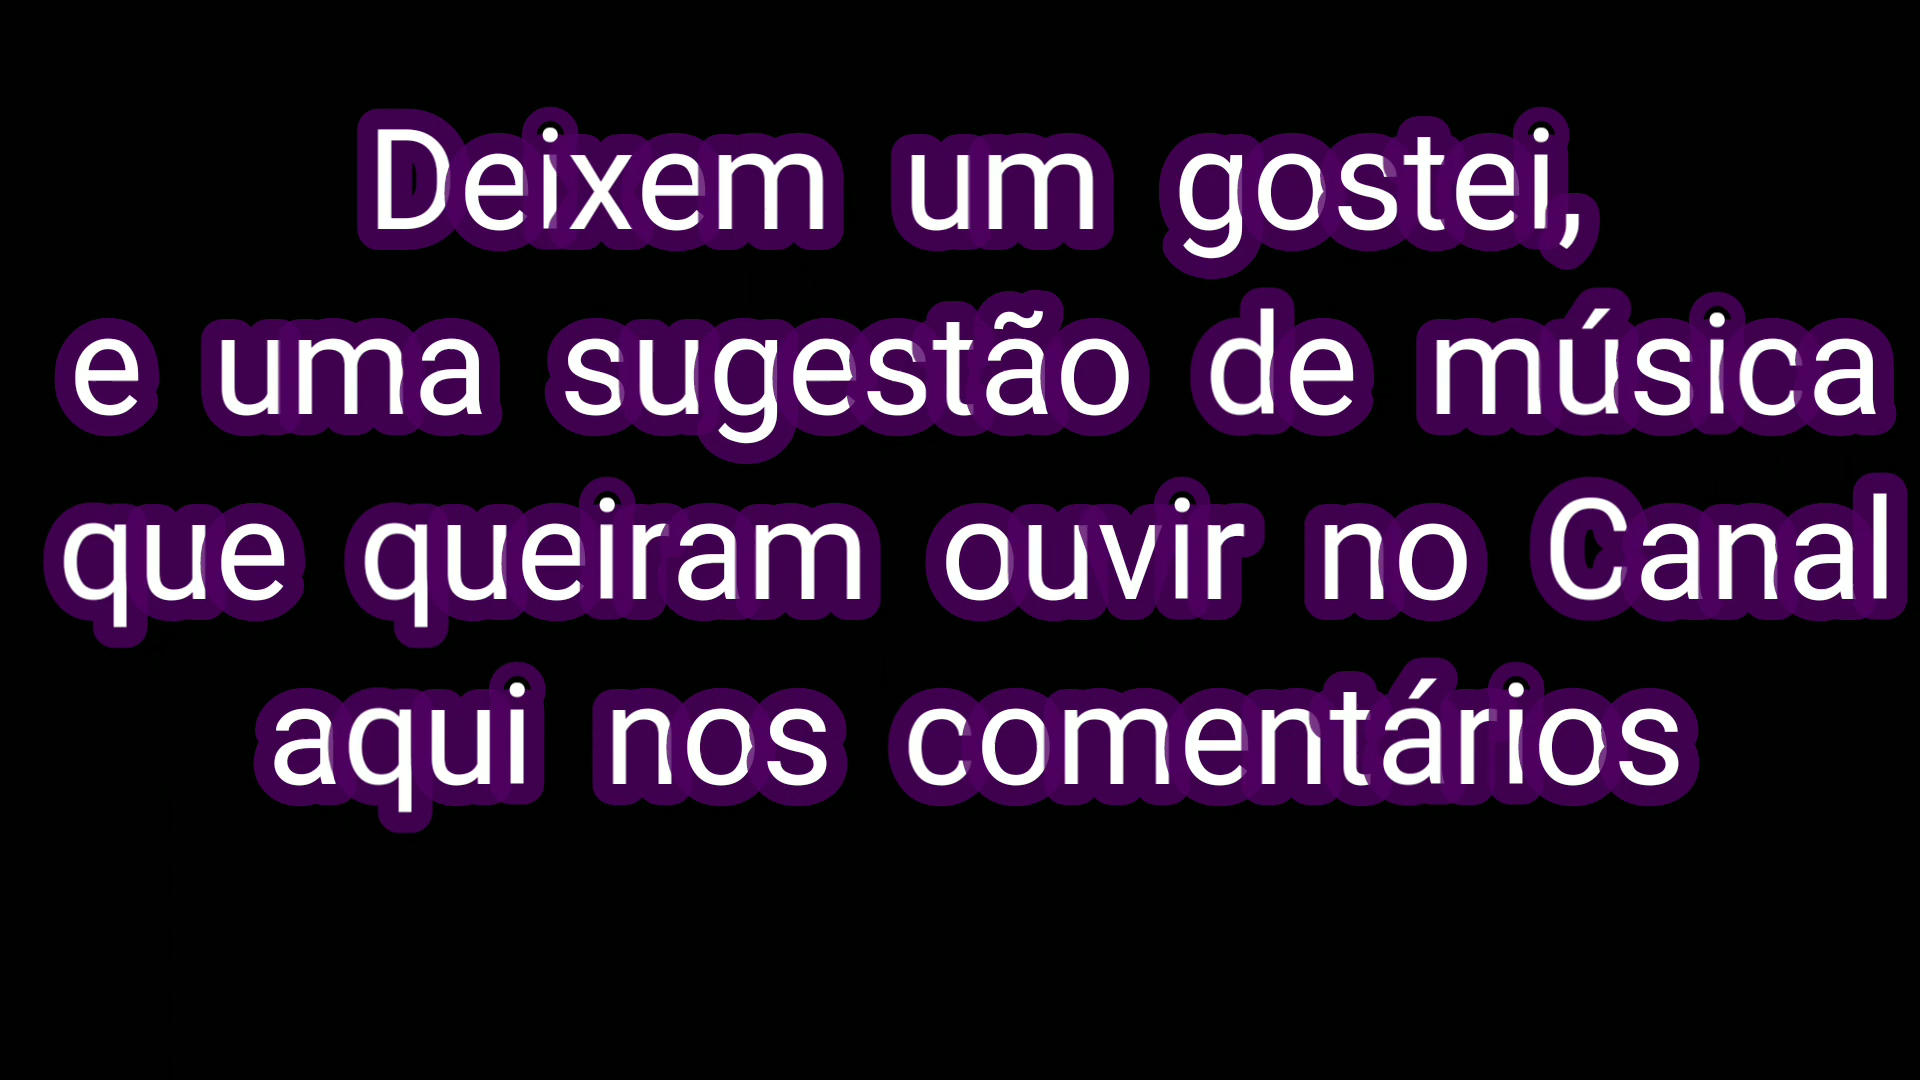 Deixem um gostei,
e uma sugestão de música
que queiram ouvir no Canal
aqui nos comentários